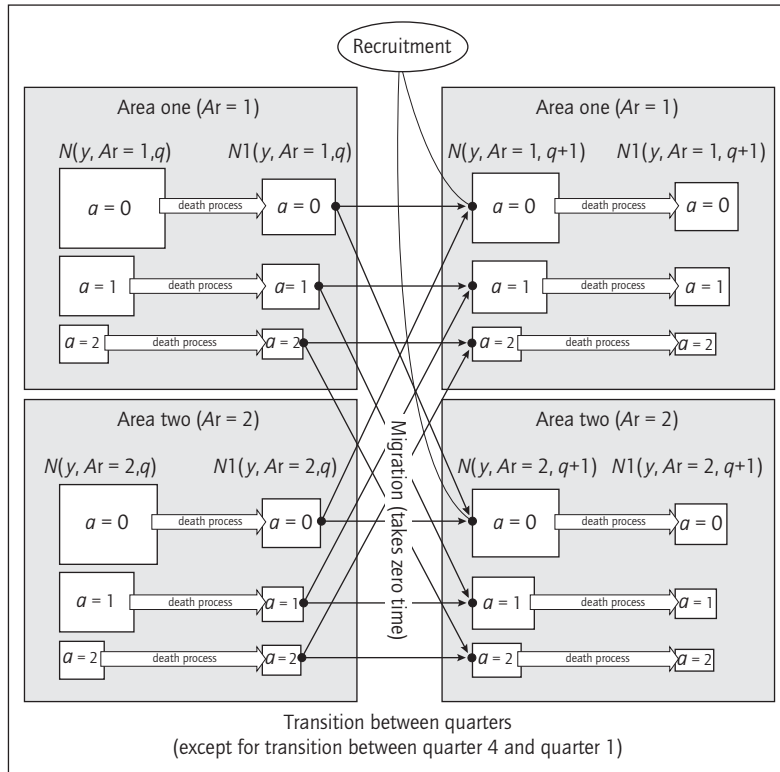 Recruitment
Area one (Ar = 1)
N(y, Ar = 1,q) N1(y, Ar = 1,q)
a = 0 death process a = 0
a = 1 death process a= 1
a = 2 death process a = 2
Area one (Ar = 1)
N(y, Ar = 1, q+1) N1(y, Ar = 1, q+1)
a = 0 death process a = 0
a = 1 death process a = 1
a = 2 death process a = 2
Migration (takes zero time)
Area two (Ar = 2)
N(y, Ar = 2,q) N1(y, Ar = 2,q)
a = 0 death process a = 0
a = 1 death process a = 1
a = 2 death process a = 2
Area two (Ar = 2)
N(y, Ar = 2, q+1) N1(y, Ar = 2, q+1)
a = 0 death process a = 0
a = 1 death process a = 1
a = 2 death process a = 2
Transition between quarters
(except for transition between quarter 4 and quarter 1)